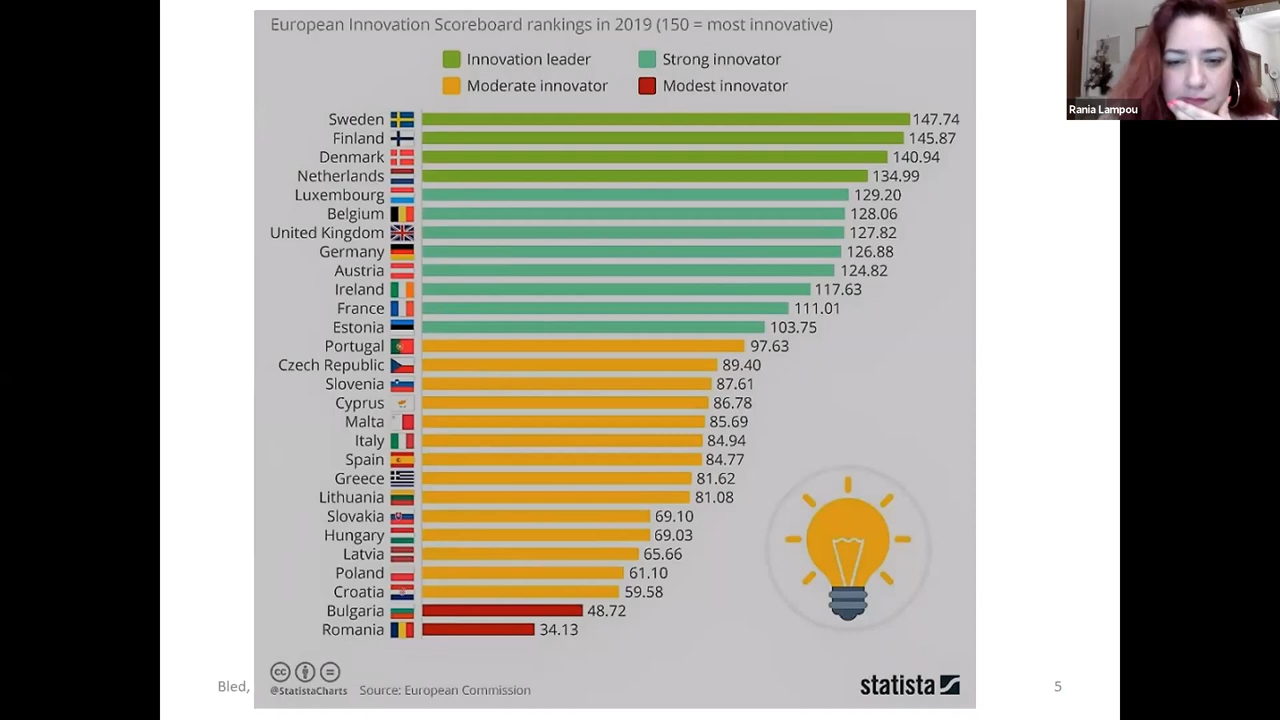 European Innovation Scoreboard rankings in 2019 (150 = most innovative)
Innovation leader
Strong innovator
Moderate innovator
Modest innovator
Sweden 147.74
Finland 145.87
Denmark 140.94
Netherlands 134.99
Luxembourg 129.20
Belgium 128.06
United Kingdom 127.82
Germany 126.88
Austria 124.82
Ireland 117.63
France 111.01
Estonia 103.75
Portugal 97.63
Czech Republic 89.40
Slovenia 87.61
Cyprus 86.78
Malta 85.69
Italy 84.94
Spain 84.77
Greece 81.62
Lithuania 81.08
Slovakia 69.10
Hungary 69.03
Latvia 65.66
Poland 61.10
Croatia 59.58
Bulgaria 48.72
Romania 34.13
cc
@StatistaCharts Source: European Commission
statista
Bled,
5
Rania Lampou